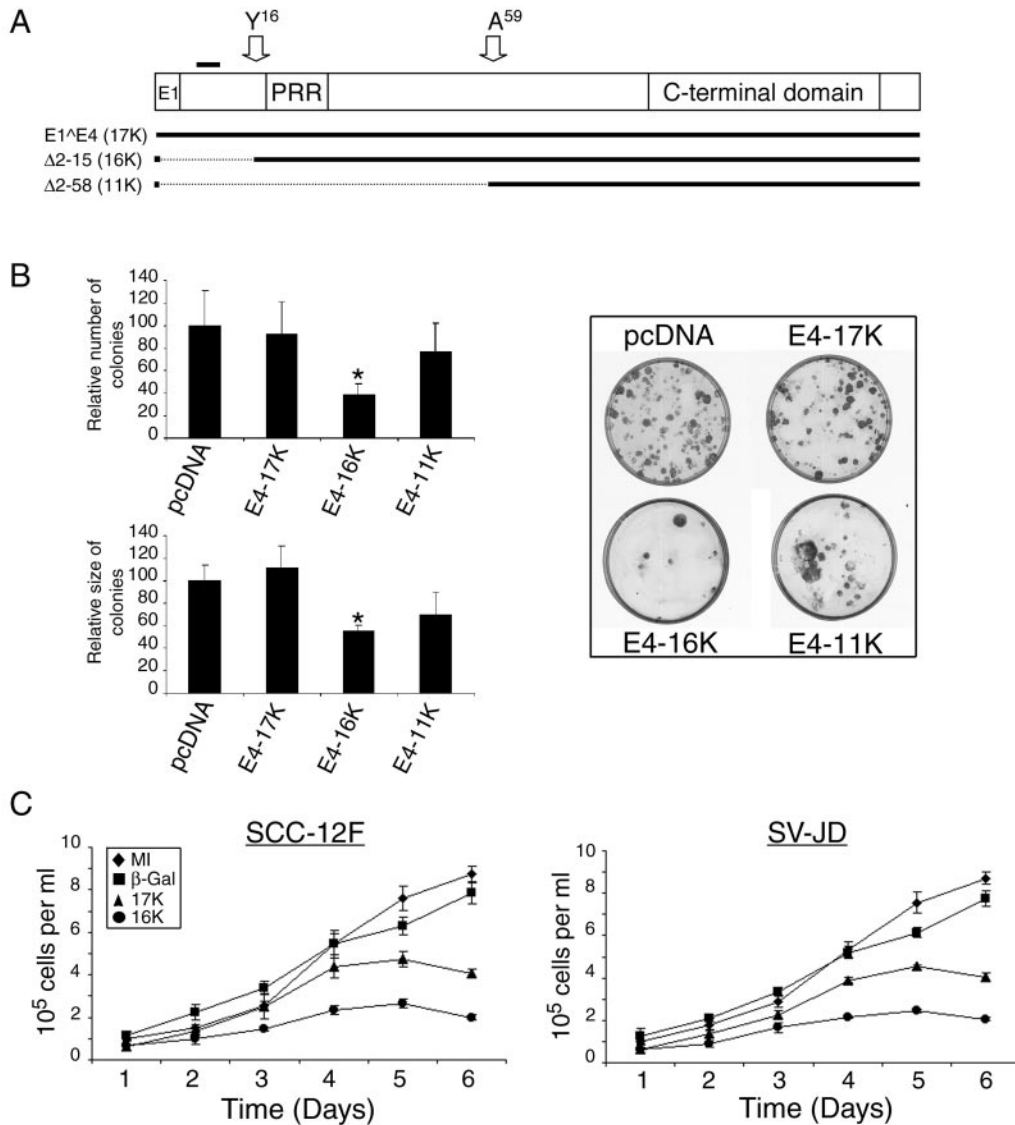 A
Y16
A59
E1
PRR
C-terminal domain
E1^E4 (17K)
Δ2-15 (16K)
Δ2-58 (11K)
B
Relative number of
colonies
140
120
100
80
60
40
20
0
*
pcDNA
E4-17K
E4-16K
E4-11K
Relative size of
colonies
140
120
100
80
60
40
20
0
*
pcDNA
E4-17K
E4-16K
E4-11K
pcDNA
E4-17K
E4-16K
E4-11K
C
SCC-12F
10⁵ cells per ml
10
8
6
4
2
0
MI
β-Gal
17K
16K
1 2 3 4 5 6
Time (Days)
SV-JD
10⁵ cells per ml
10
8
6
4
2
0
1 2 3 4 5 6
Time (Days)